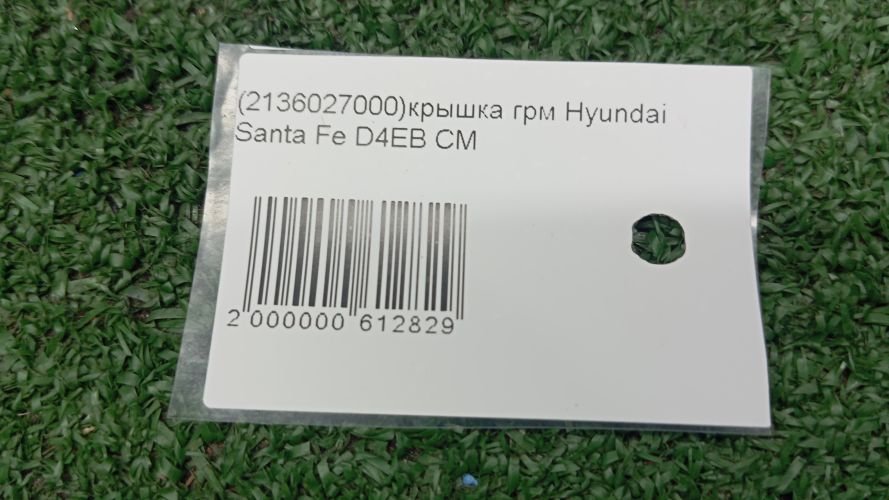 (2136027000)крышка грм Hyundai
Santa Fe D4EB CM
2 000000 612829